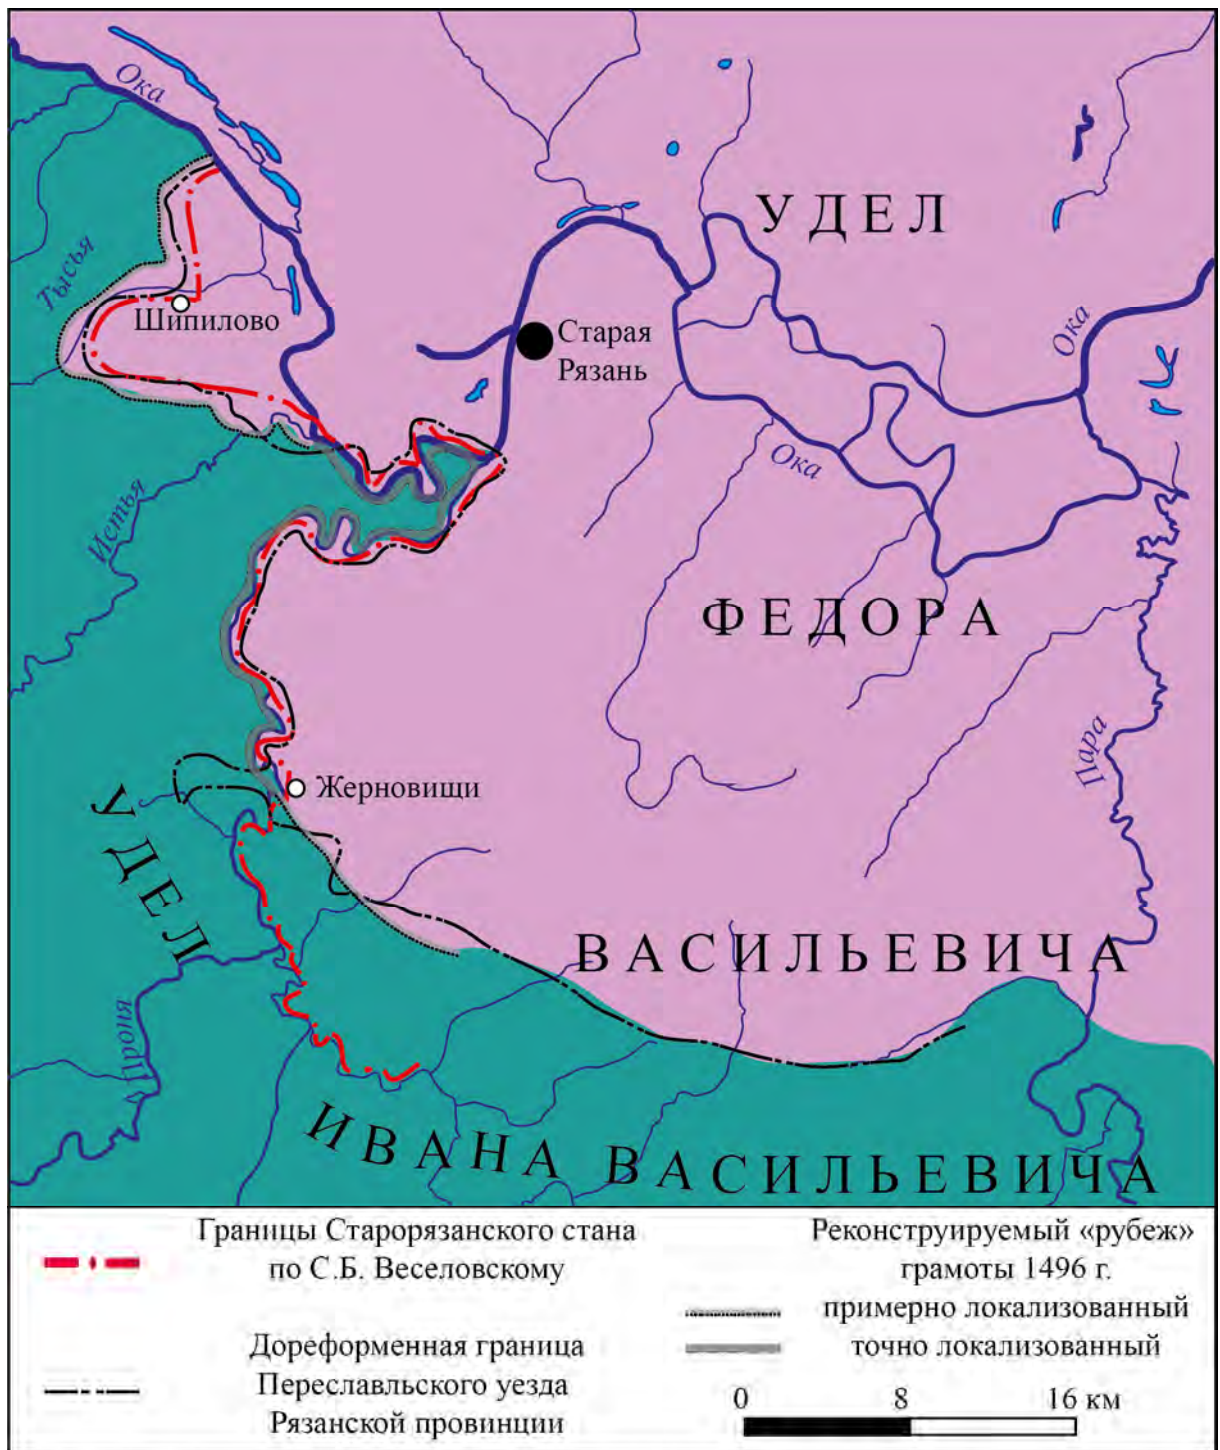 Ока
УДЕЛ
Тысья
Шипилово
Старая
Рязань
Ока
Ока
Истья
ФЕДОРА
Пара
Жерновищи
УДЕЛ
ВАСИЛЬЕВИЧА
Проня
ИВАНА ВАСИЛЬЕВИЧА
Границы Старорязанского стана
по С.Б. Веселовскому
Дореформенная граница
Переславльского уезда
Рязанской провинции
Реконструируемый «рубеж»
грамоты 1496 г.
примерно локализованный
точно локализованный
0 8 16 км